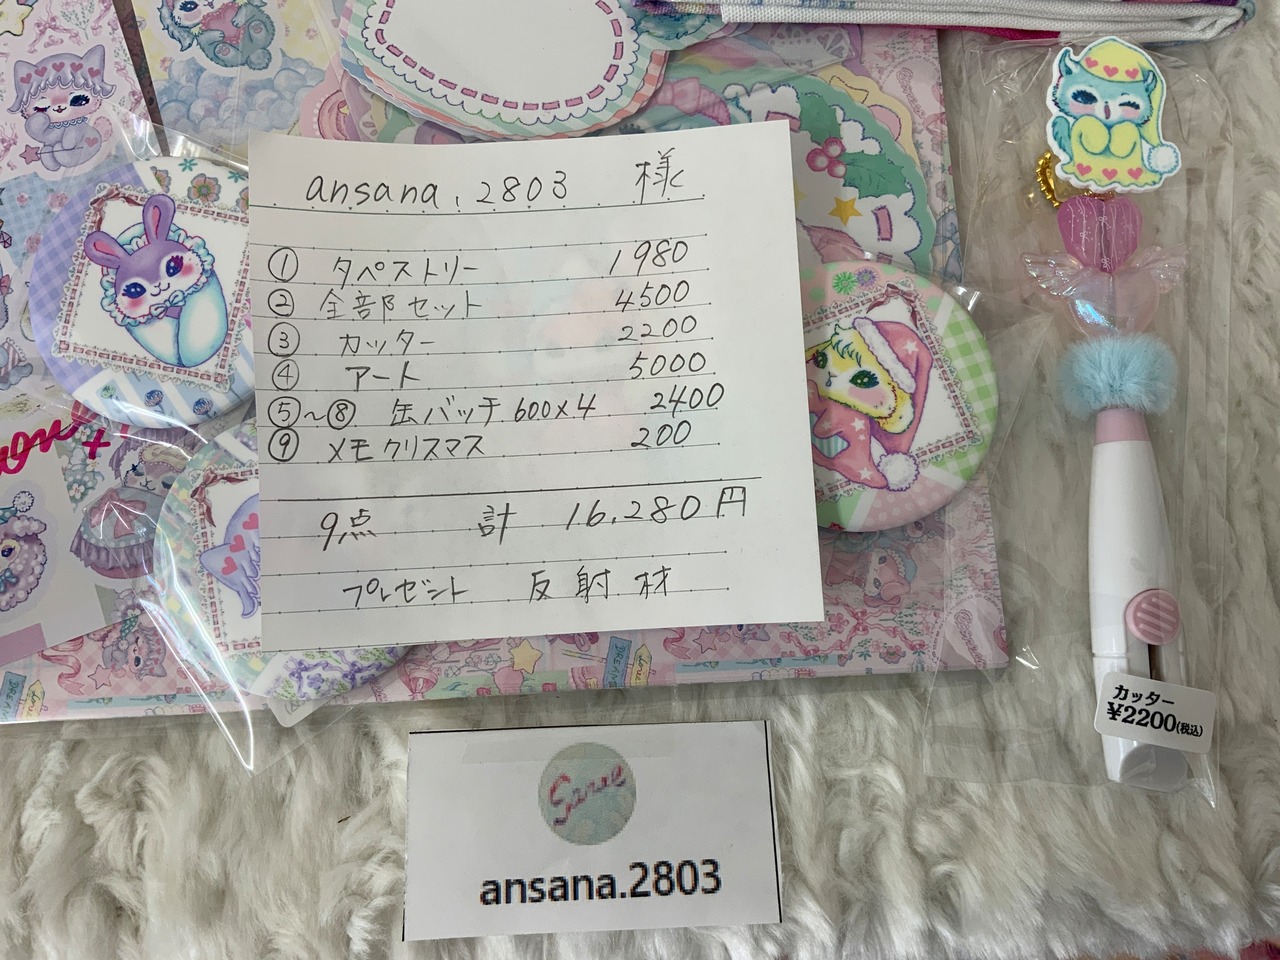 ansana.2803 様
① タペストリー 1980
② 全部セット 4500
③ カッター 2200
④ アート 5000
⑤~⑧ 缶バッチ 600×4 2400
⑨ メモクリスマス 200
9点 計 16,280円
プレゼント 反射材
カッター
¥2200(税込)
ansana.2803
DREAM